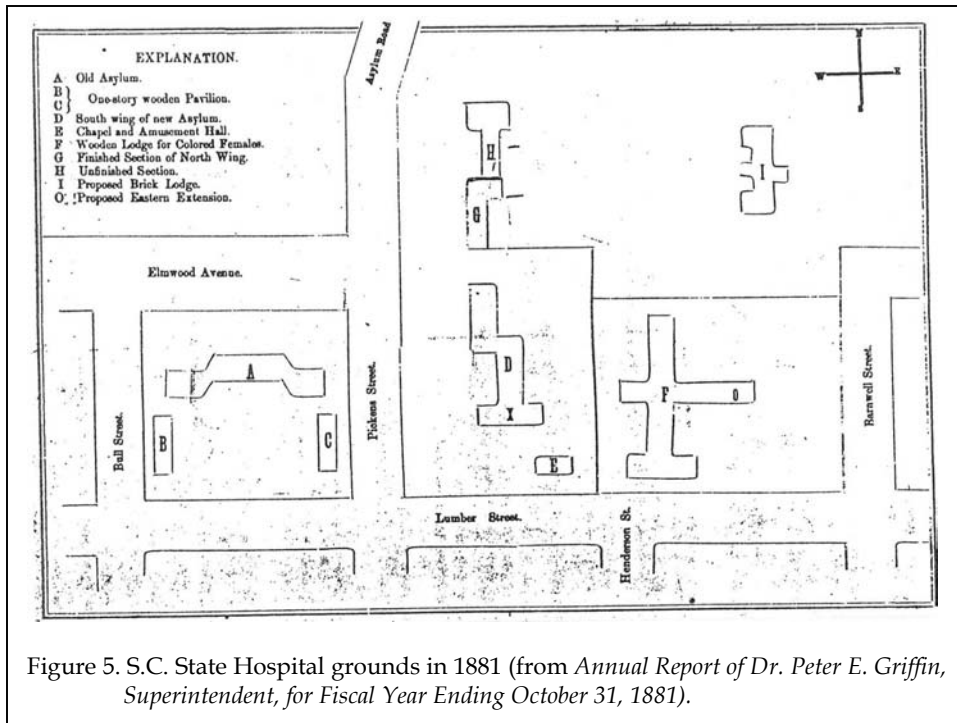 EXPLANATION.
A Old Asylum.
B
C } One-story wooden Pavilion.
D South wing of new Asylum.
E Chapel and Amusement Hall.
F Wooden Lodge for Colored Females.
G Finished Section of North Wing.
H Unfinished Section.
I Proposed Brick Lodge.
O Proposed Eastern Extension.
Asylum Road
N
W E
H
I
G
Elmwood Avenue.
A
B
C
D
X
E
F
O
Bull Street.
Pickens Street.
Barnwell Street.
Lumber Street.
Henderson St.
Figure 5. S.C. State Hospital grounds in 1881 (from Annual Report of Dr. Peter E. Griffin,
Superintendent, for Fiscal Year Ending October 31, 1881).